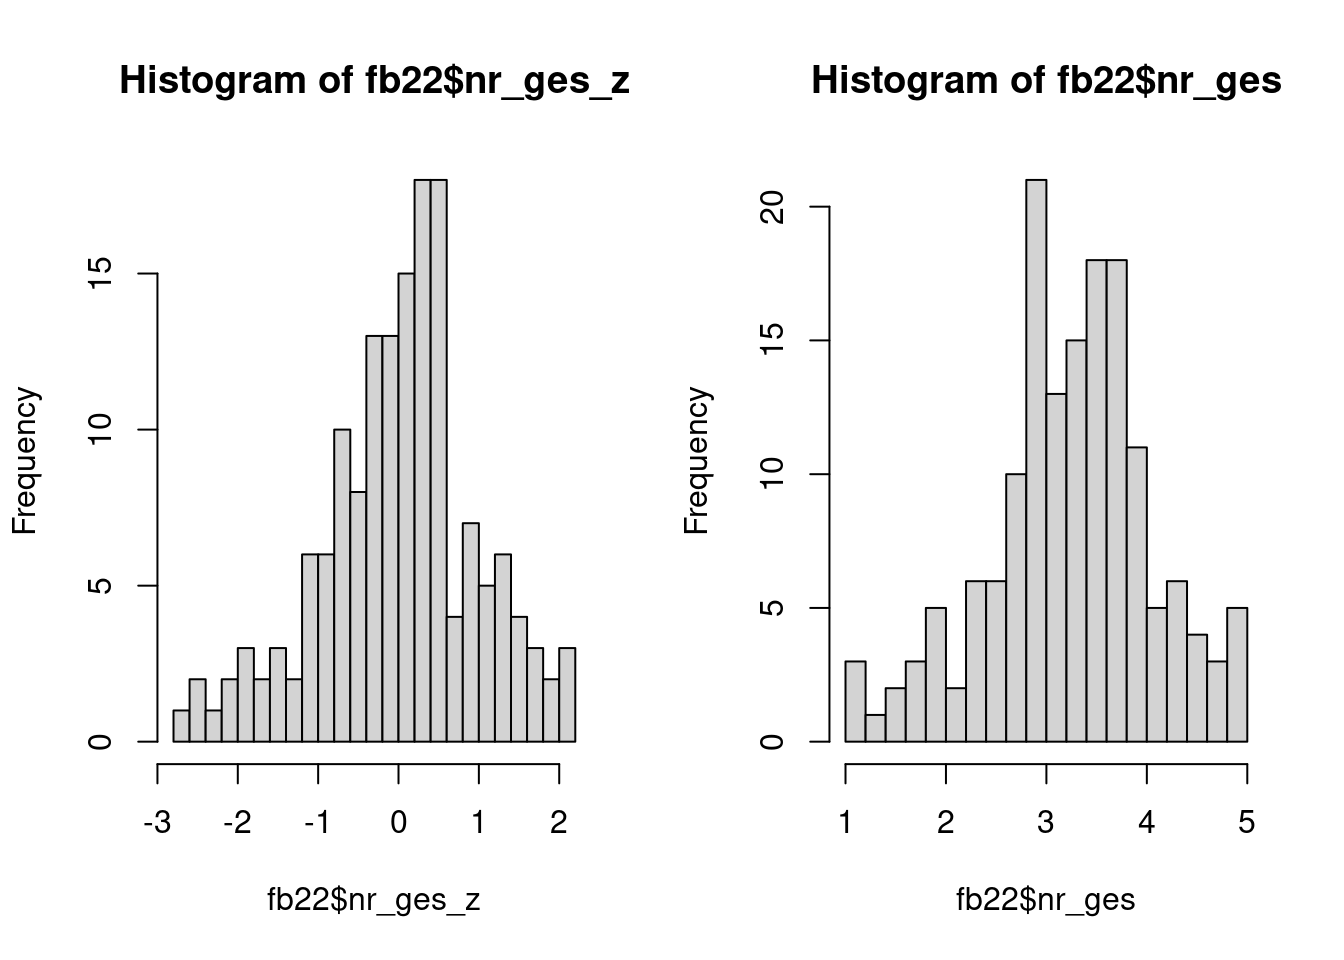 Histogram of fb22$nr_ges_z
Frequency
0
5
10
15
-3 -2 -1 0 1 2
fb22$nr_ges_z
Histogram of fb22$nr_ges
Frequency
0
5
10
15
20
1 2 3 4 5
fb22$nr_ges